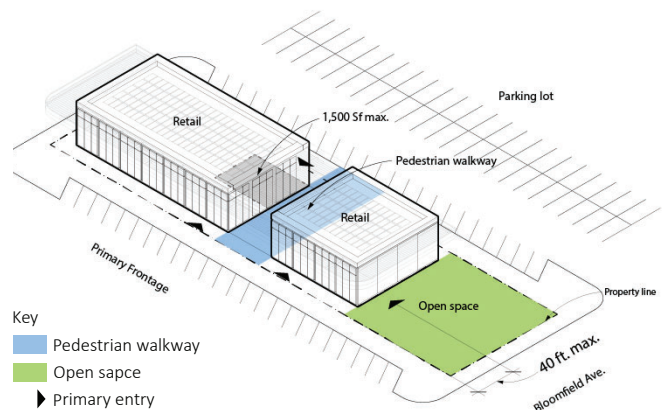 Parking lot
Retail
1,500 Sf max.
Pedestrian walkway
Retail
Primary Frontage
Property line
Open space
Key
Pedestrian walkway
Open sapce
Primary entry
40 ft. max.
Bloomfield Ave.